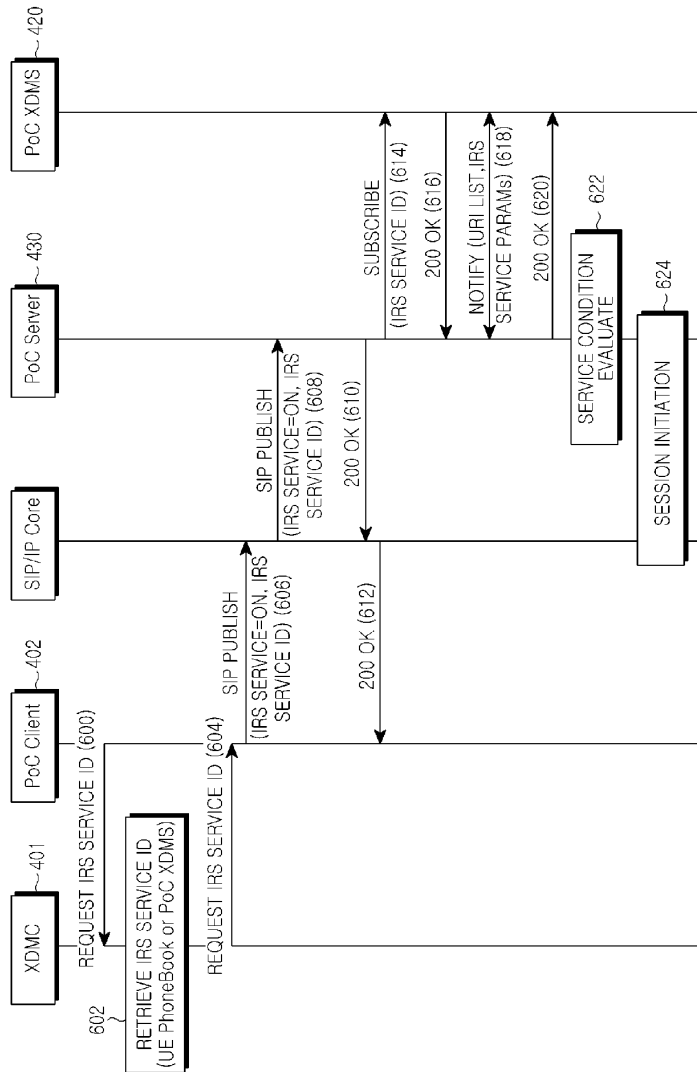 XDMC
401
PoC Client
402
SIP/IP Core
PoC Server
430
PoC XDMS
420
REQUEST IRS SERVICE ID (600)
602
RETRIEVE IRS SERVICE ID
(UE PhoneBook or PoC XDMS)
REQUEST IRS SERVICE ID (604)
SIP PUBLISH
(IRS SERVICE=ON, IRS
SERVICE ID) (606)
SIP PUBLISH
(IRS SERVICE=ON, IRS
SERVICE ID) (608)
200 OK (610)
200 OK (612)
SUBSCRIBE
(IRS SERVICE ID) (614)
200 OK (616)
NOTIFY (URI LIST,IRS
SERVICE PARAMs) (618)
200 OK (620)
SERVICE CONDITION
EVALUATE
622
SESSION INITIATION
624